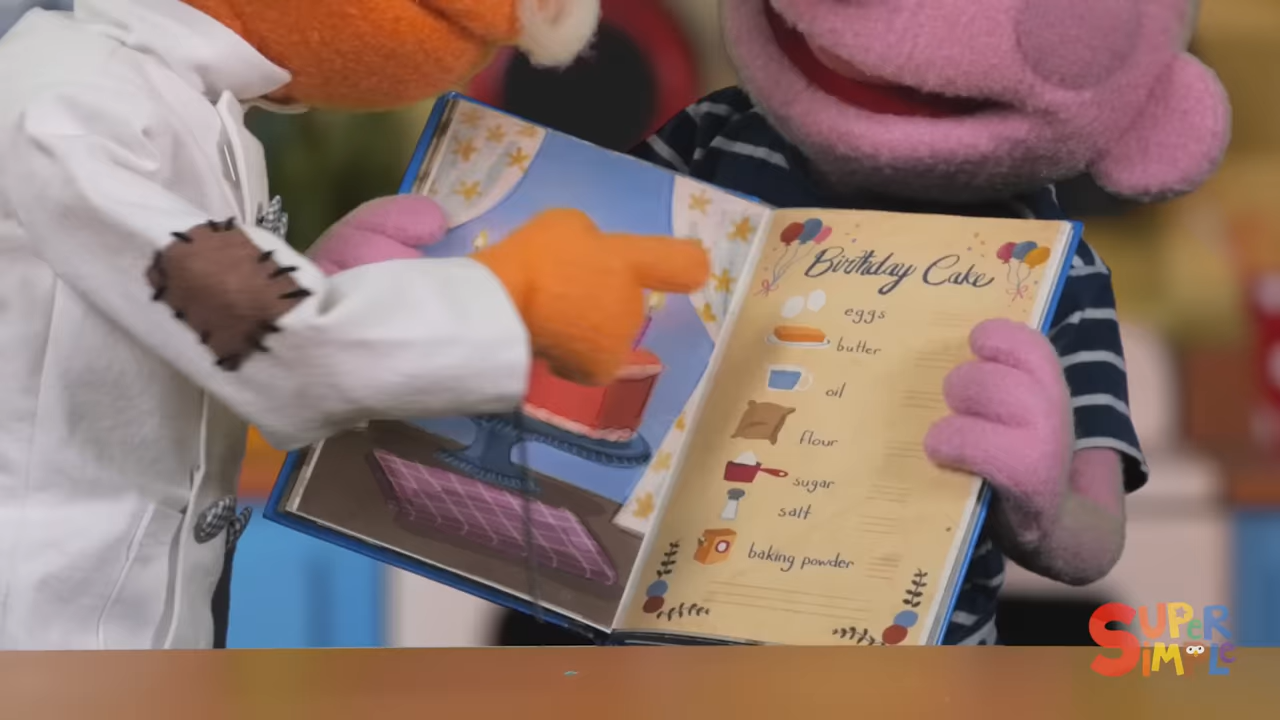 Birthday Cake
eggs
butter
oil
flour
sugar
salt
baking powder
SUPER
SIMPLE